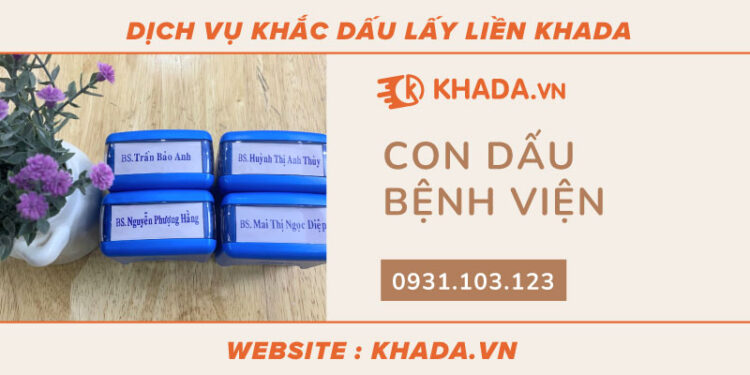 DỊCH VỤ KHẮC DẤU LẤY LIỀN KHADA
KHADA.VN
CON DẤU
BỆNH VIỆN
0931.103.123
BS.Trần Bảo Anh
BS.Huỳnh Thị Anh Thủy
BS.Nguyễn Phượng Hằng
BS. Mai Thị Ngọc Diệp
WEBSITE : KHADA.VN